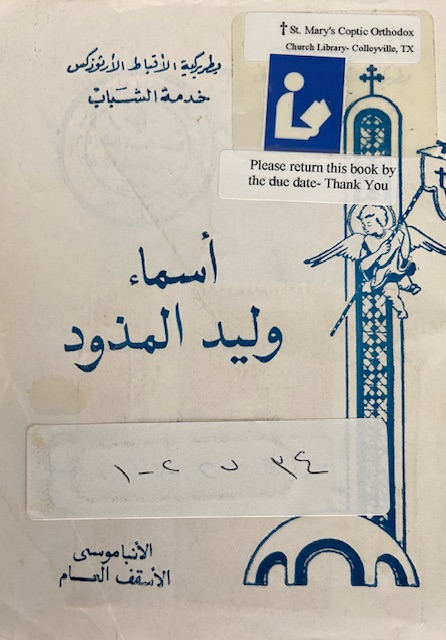 † St. Mary's Coptic Orthodox
Church Library- Colleyville, TX
بطريركية الأقباط الأرثوذكس
خدمة الشباب
Please return this book by
the due date- Thank You
أسماء
وليد المذود
الأنبا موسى
الأسقف العام